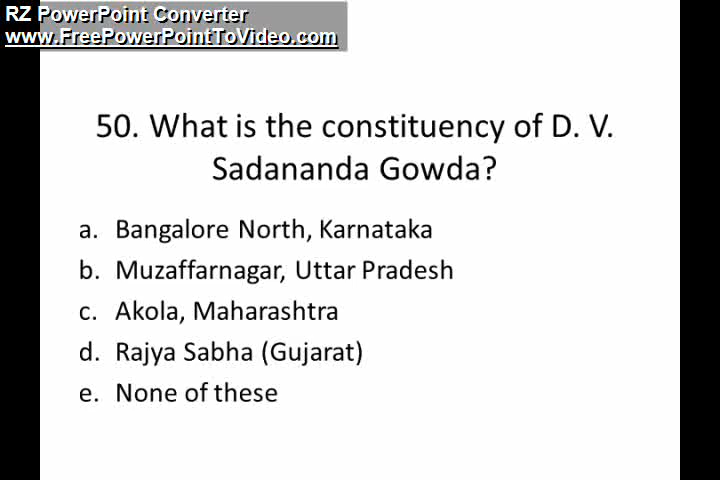 RZ PowerPoint Converter
www.FreePowerPointToVideo.com
50. What is the constituency of D. V.
Sadananda Gowda?
a. Bangalore North, Karnataka
b. Muzaffarnagar, Uttar Pradesh
c. Akola, Maharashtra
d. Rajya Sabha (Gujarat)
e. None of these